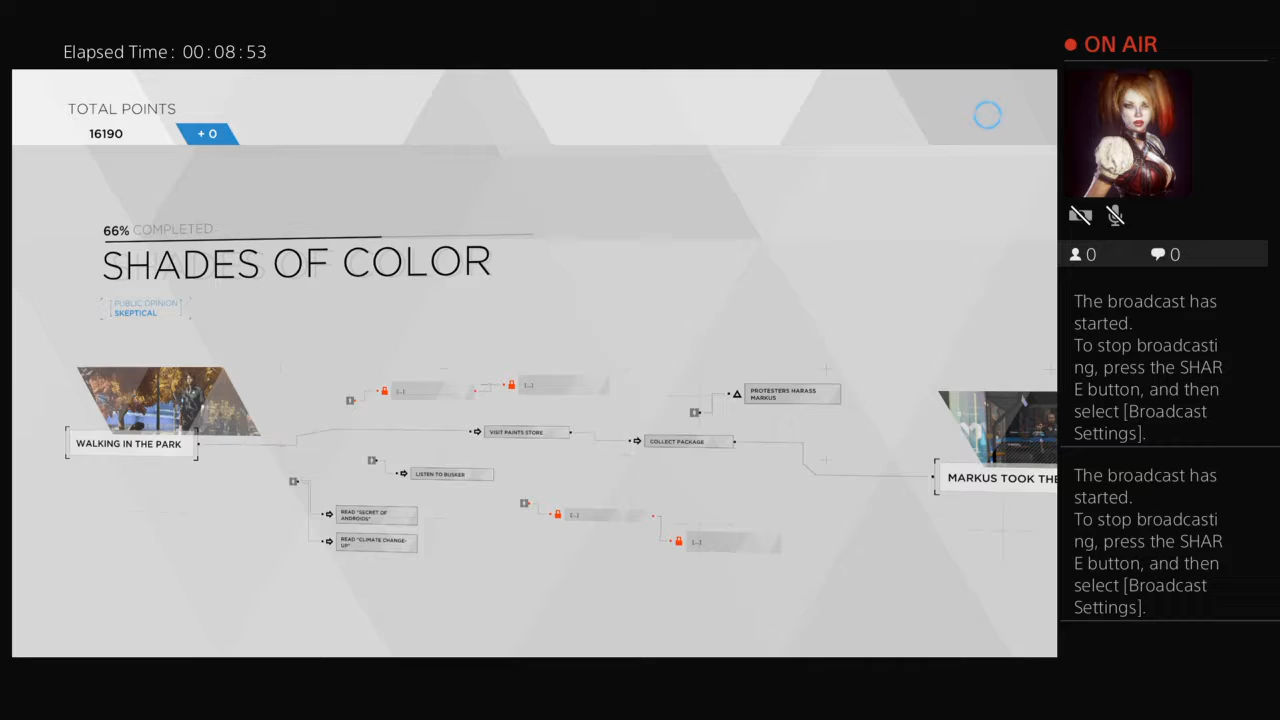 Elapsed Time: 00:08:53
ON AIR
TOTAL POINTS
16190
+ 0
66% COMPLETED
SHADES OF COLOR
PUBLIC OPINION
SKEPTICAL
WALKING IN THE PARK
[...]
[...]
VISIT PAINTS STORE
LISTEN TO BUSKER
READ "SECRET OF
ANDROIDS"
READ "CLIMATE CHANGE-
UP"
COLLECT PACKAGE
PROTESTERS HARASS
MARKUS
[...]
[...]
MARKUS TOOK THE
0
0
The broadcast has
started.
To stop broadcasti
ng, press the SHAR
E button, and then
select [Broadcast
Settings].
The broadcast has
started.
To stop broadcasti
ng, press the SHAR
E button, and then
select [Broadcast
Settings].